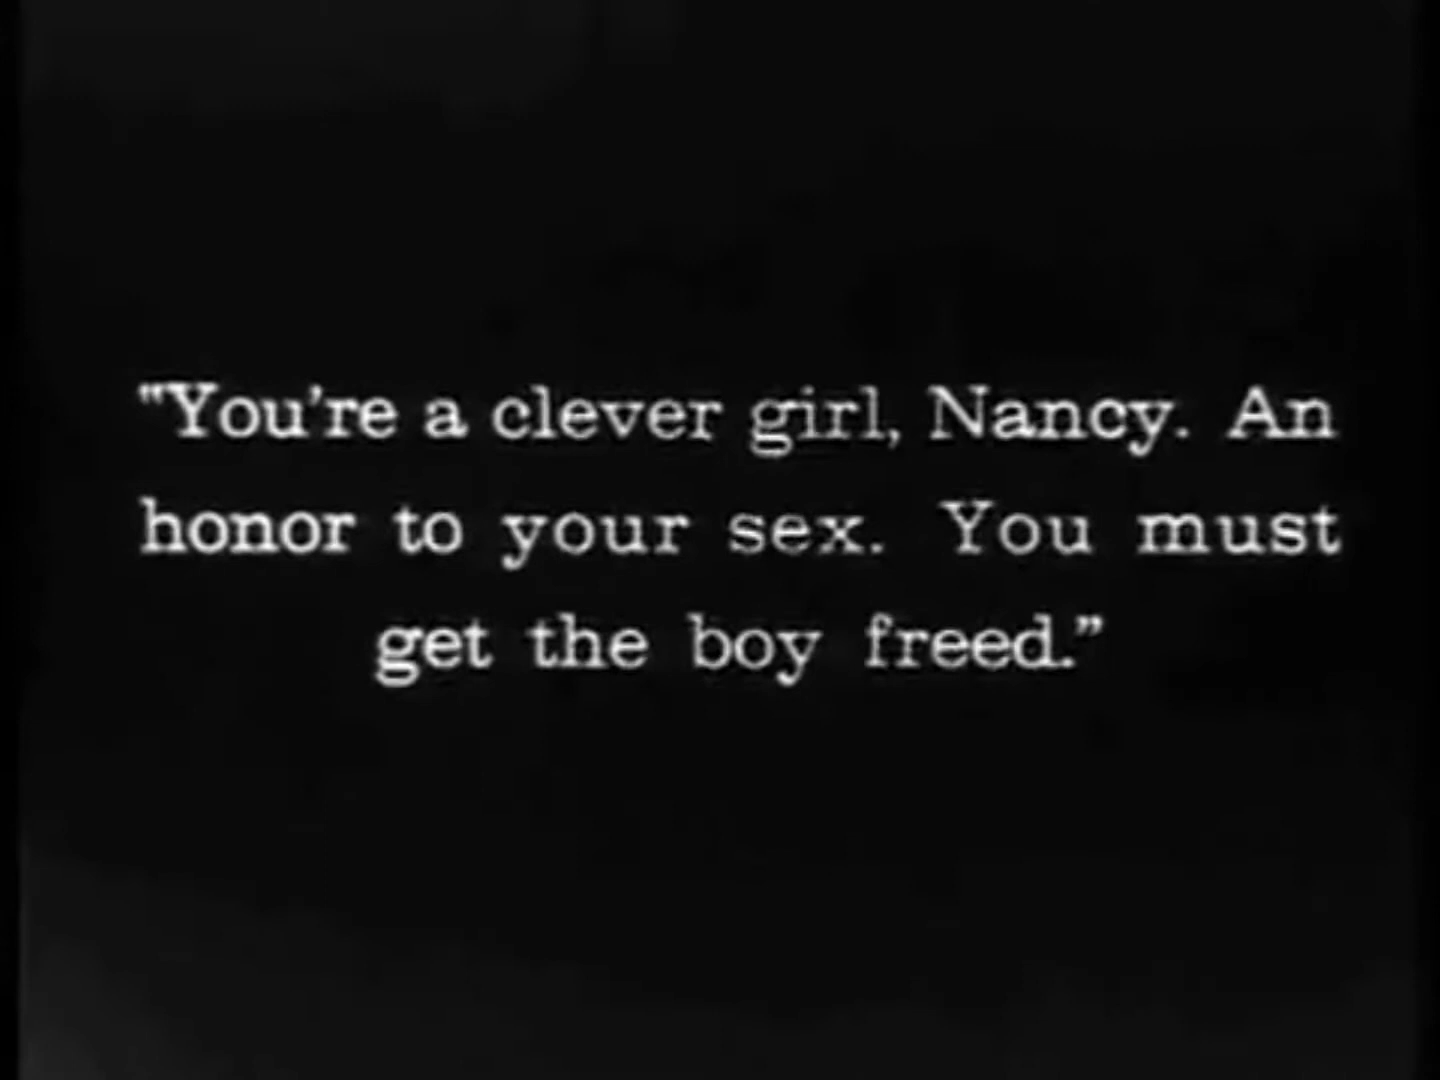 "You're a clever girl, Nancy. An
honor to your sex. You must
get the boy freed.”